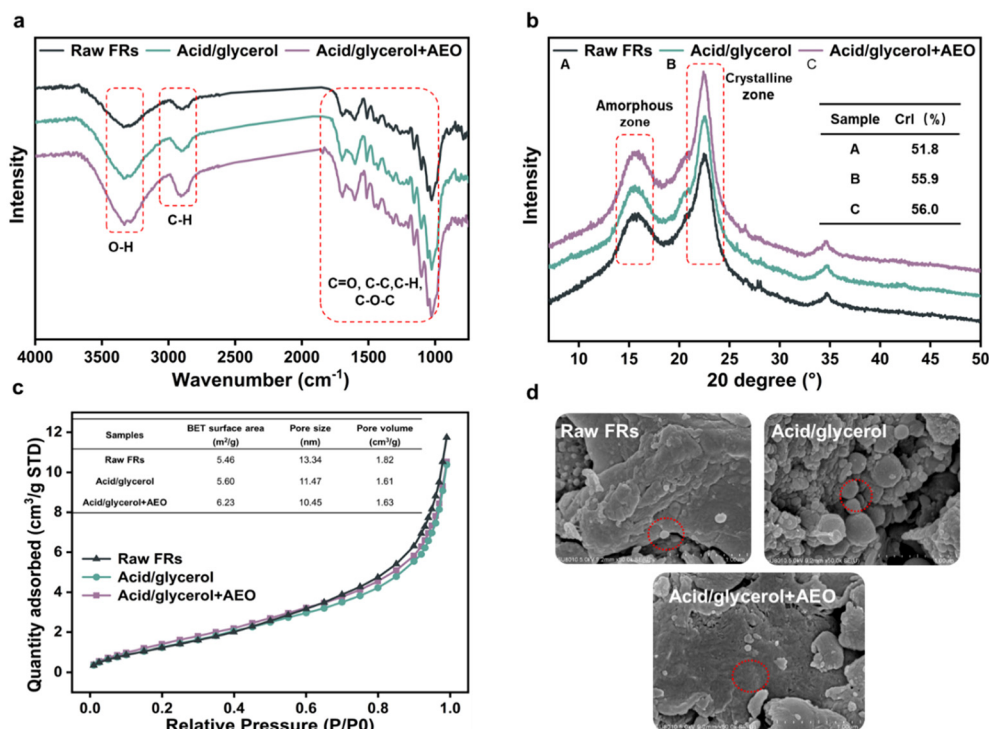 a
Raw FRs Acid/glycerol Acid/glycerol+AEO
Intensity
O-H
C-H
C=O, C-C,C-H,
C-O-C
4000 3500 3000 2500 2000 1500 1000
Wavenumber (cm-1)
b
Raw FRs Acid/glycerol Acid/glycerol+AEO
A B C
Intensity
Amorphous
zone
Crystalline
zone
Sample CrI (%)
A 51.8
B 55.9
C 56.0
10 15 20 25 30 35 40 45 50
20 degree (°)
c
Samples BET surface area (m2/g) Pore size (nm) Pore volume (cm3/g)
Raw FRs 5.46 13.34 1.82
Acid/glycerol 5.60 11.47 1.61
Acid/glycerol+AEO 6.23 10.45 1.63
Raw FRs
Acid/glycerol
Acid/glycerol+AEO
Quantity adsorbed (cm3/g STD)
12
10
8
6
4
2
0
0.0 0.2 0.4 0.6 0.8 1.0
Relative Pressure (P/P0)
d
Raw FRs
Acid/glycerol
Acid/glycerol+AEO